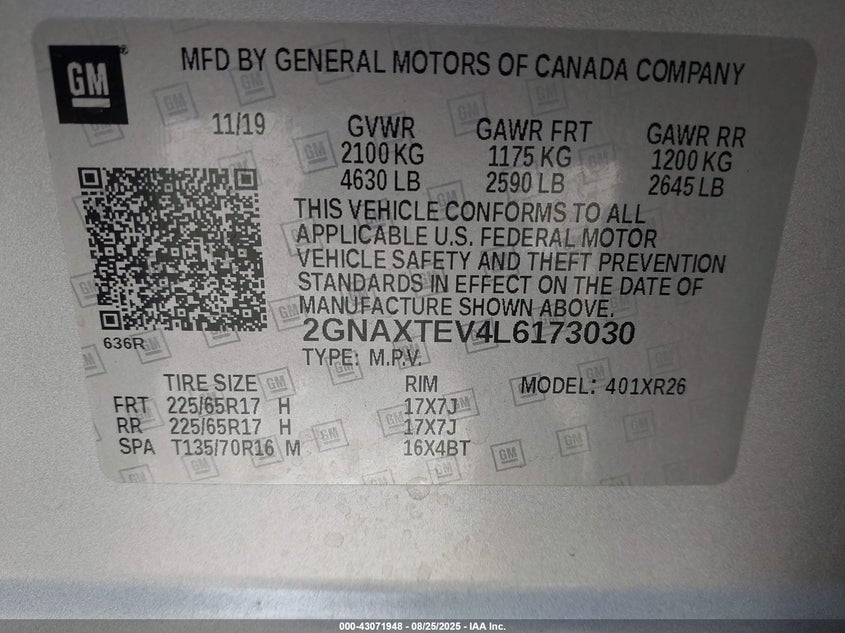 GM
MFD BY GENERAL MOTORS OF CANADA COMPANY
11/19 GVWR GAWR FRT GAWR RR
2100 KG 1175 KG 1200 KG
4630 LB 2590 LB 2645 LB
THIS VEHICLE CONFORMS TO ALL
APPLICABLE U.S. FEDERAL MOTOR
VEHICLE SAFETY AND THEFT PREVENTION
STANDARDS IN EFFECT ON THE DATE OF
MANUFACTURE SHOWN ABOVE.
2GNAXTEV4L6173030
636R
TYPE: M.P.V.
TIRE SIZE RIM MODEL: 401XR26
FRT 225/65R17 H 17X7J
RR 225/65R17 H 17X7J
SPA T135/70R16 M 16X4BT
000-43071948 - 08/25/2025 - IAA Inc.